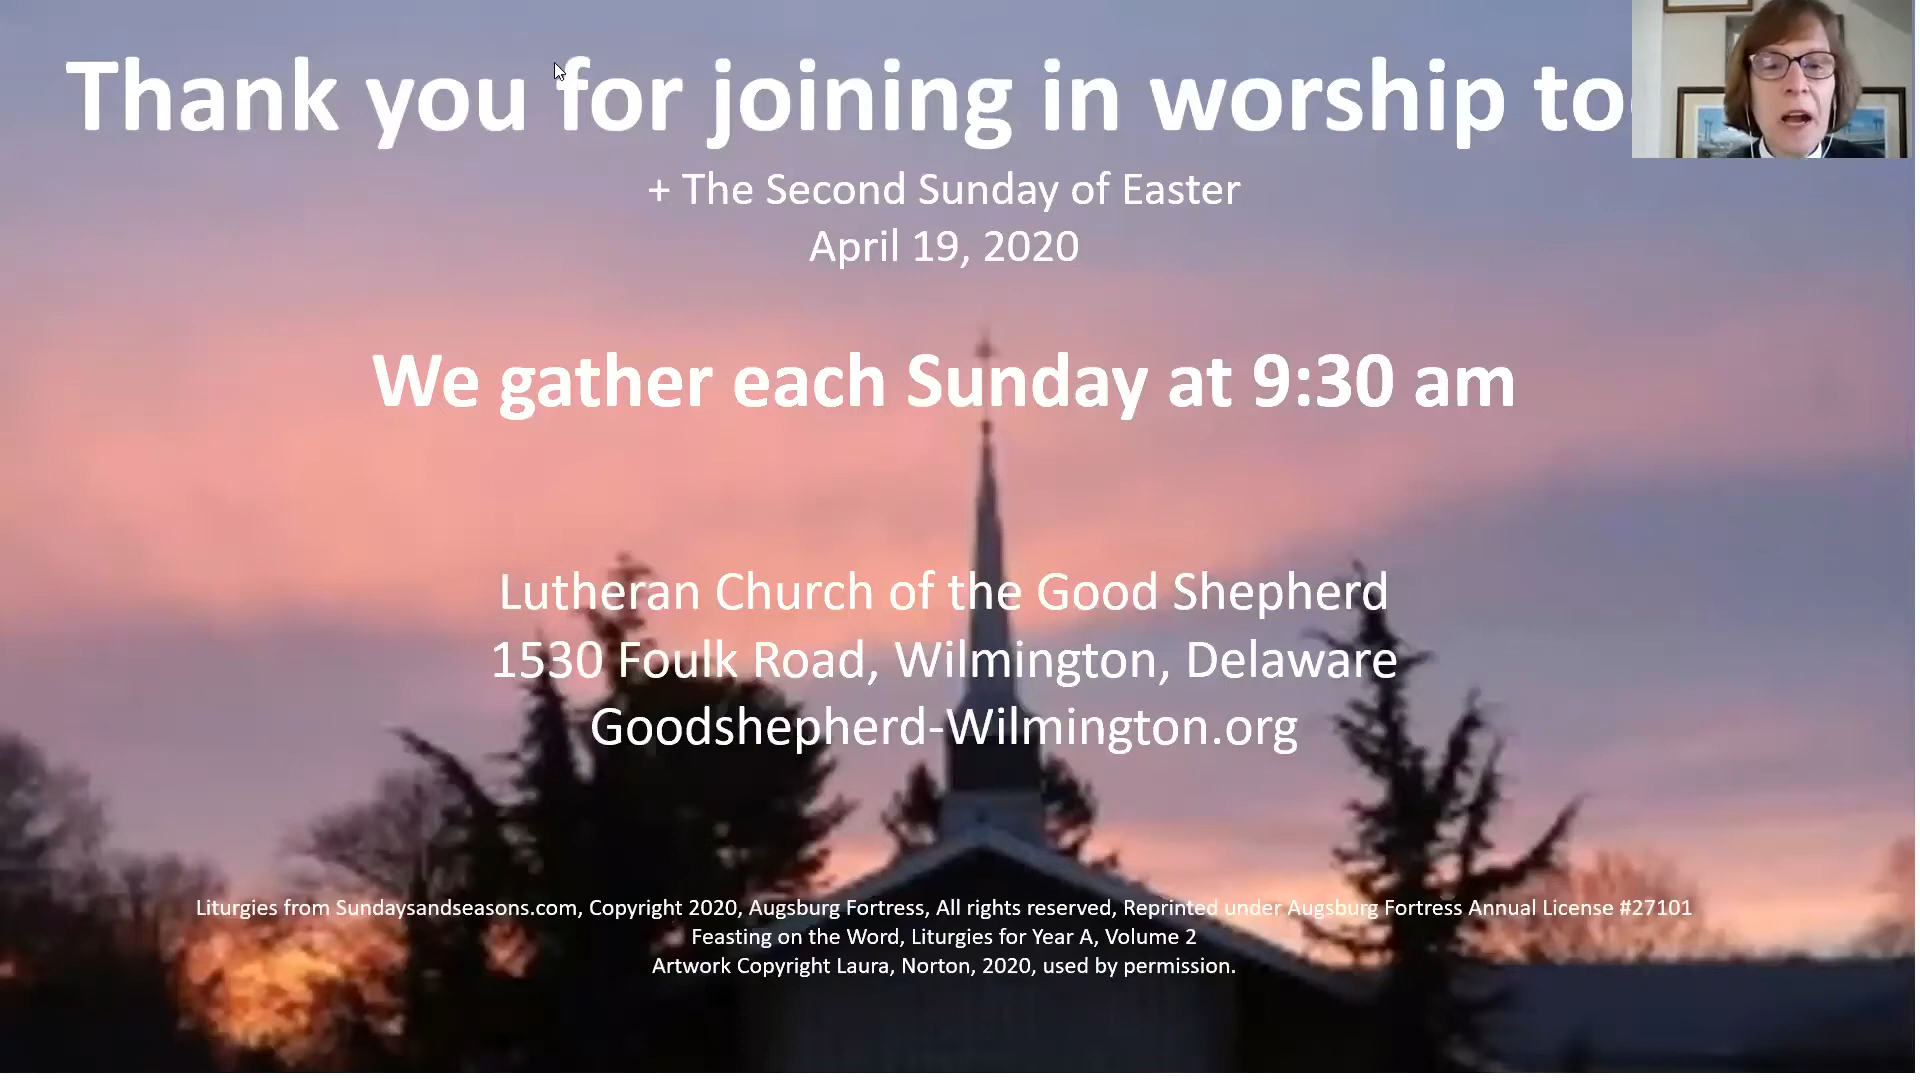 Thank you for joining in worship to
+ The Second Sunday of Easter
April 19, 2020
We gather each Sunday at 9:30 am
Lutheran Church of the Good Shepherd
1530 Foulk Road, Wilmington, Delaware
Goodshepherd-Wilmington.org
Liturgies from Sundaysandseasons.com, Copyright 2020, Augsburg Fortress, All rights reserved, Reprinted under Augsburg Fortress Annual License #27101
Feasting on the Word, Liturgies for Year A, Volume 2
Artwork Copyright Laura, Norton, 2020, used by permission.